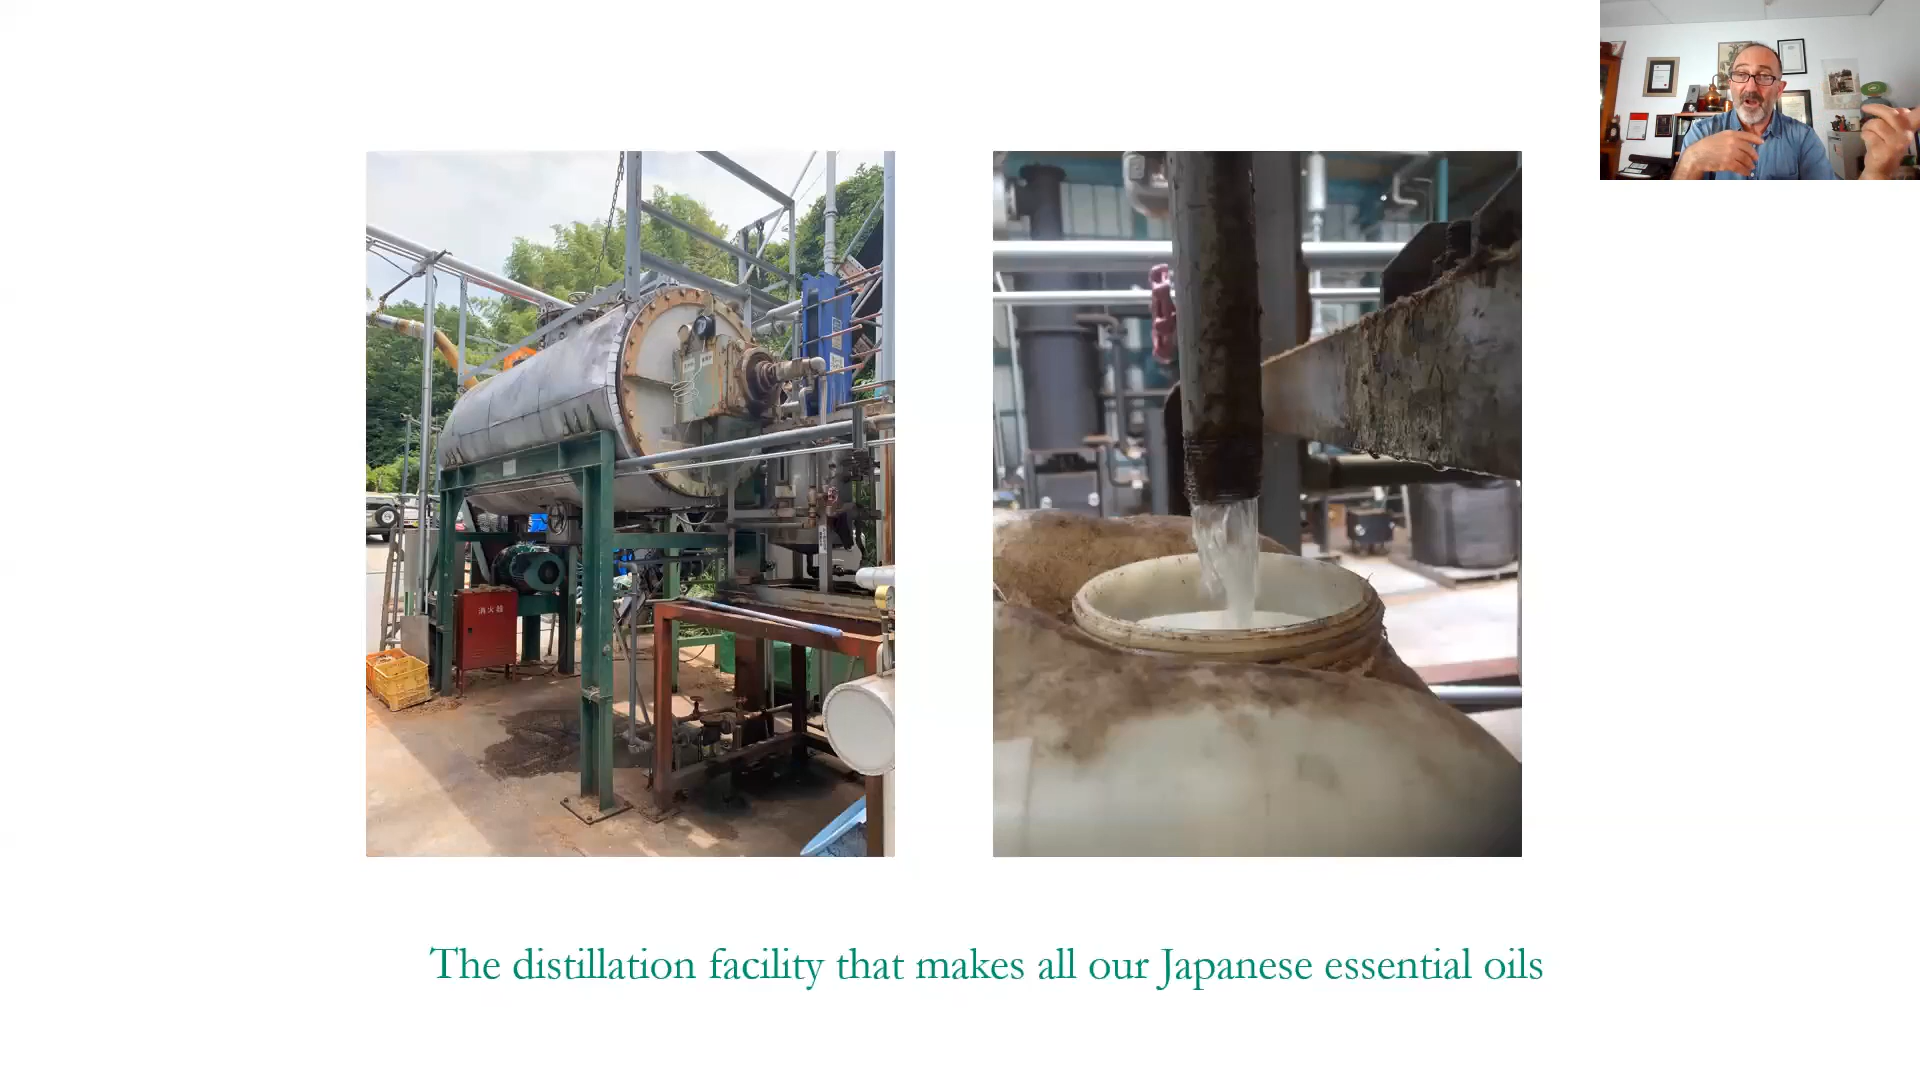 消火器
The distillation facility that makes all our Japanese essential oils